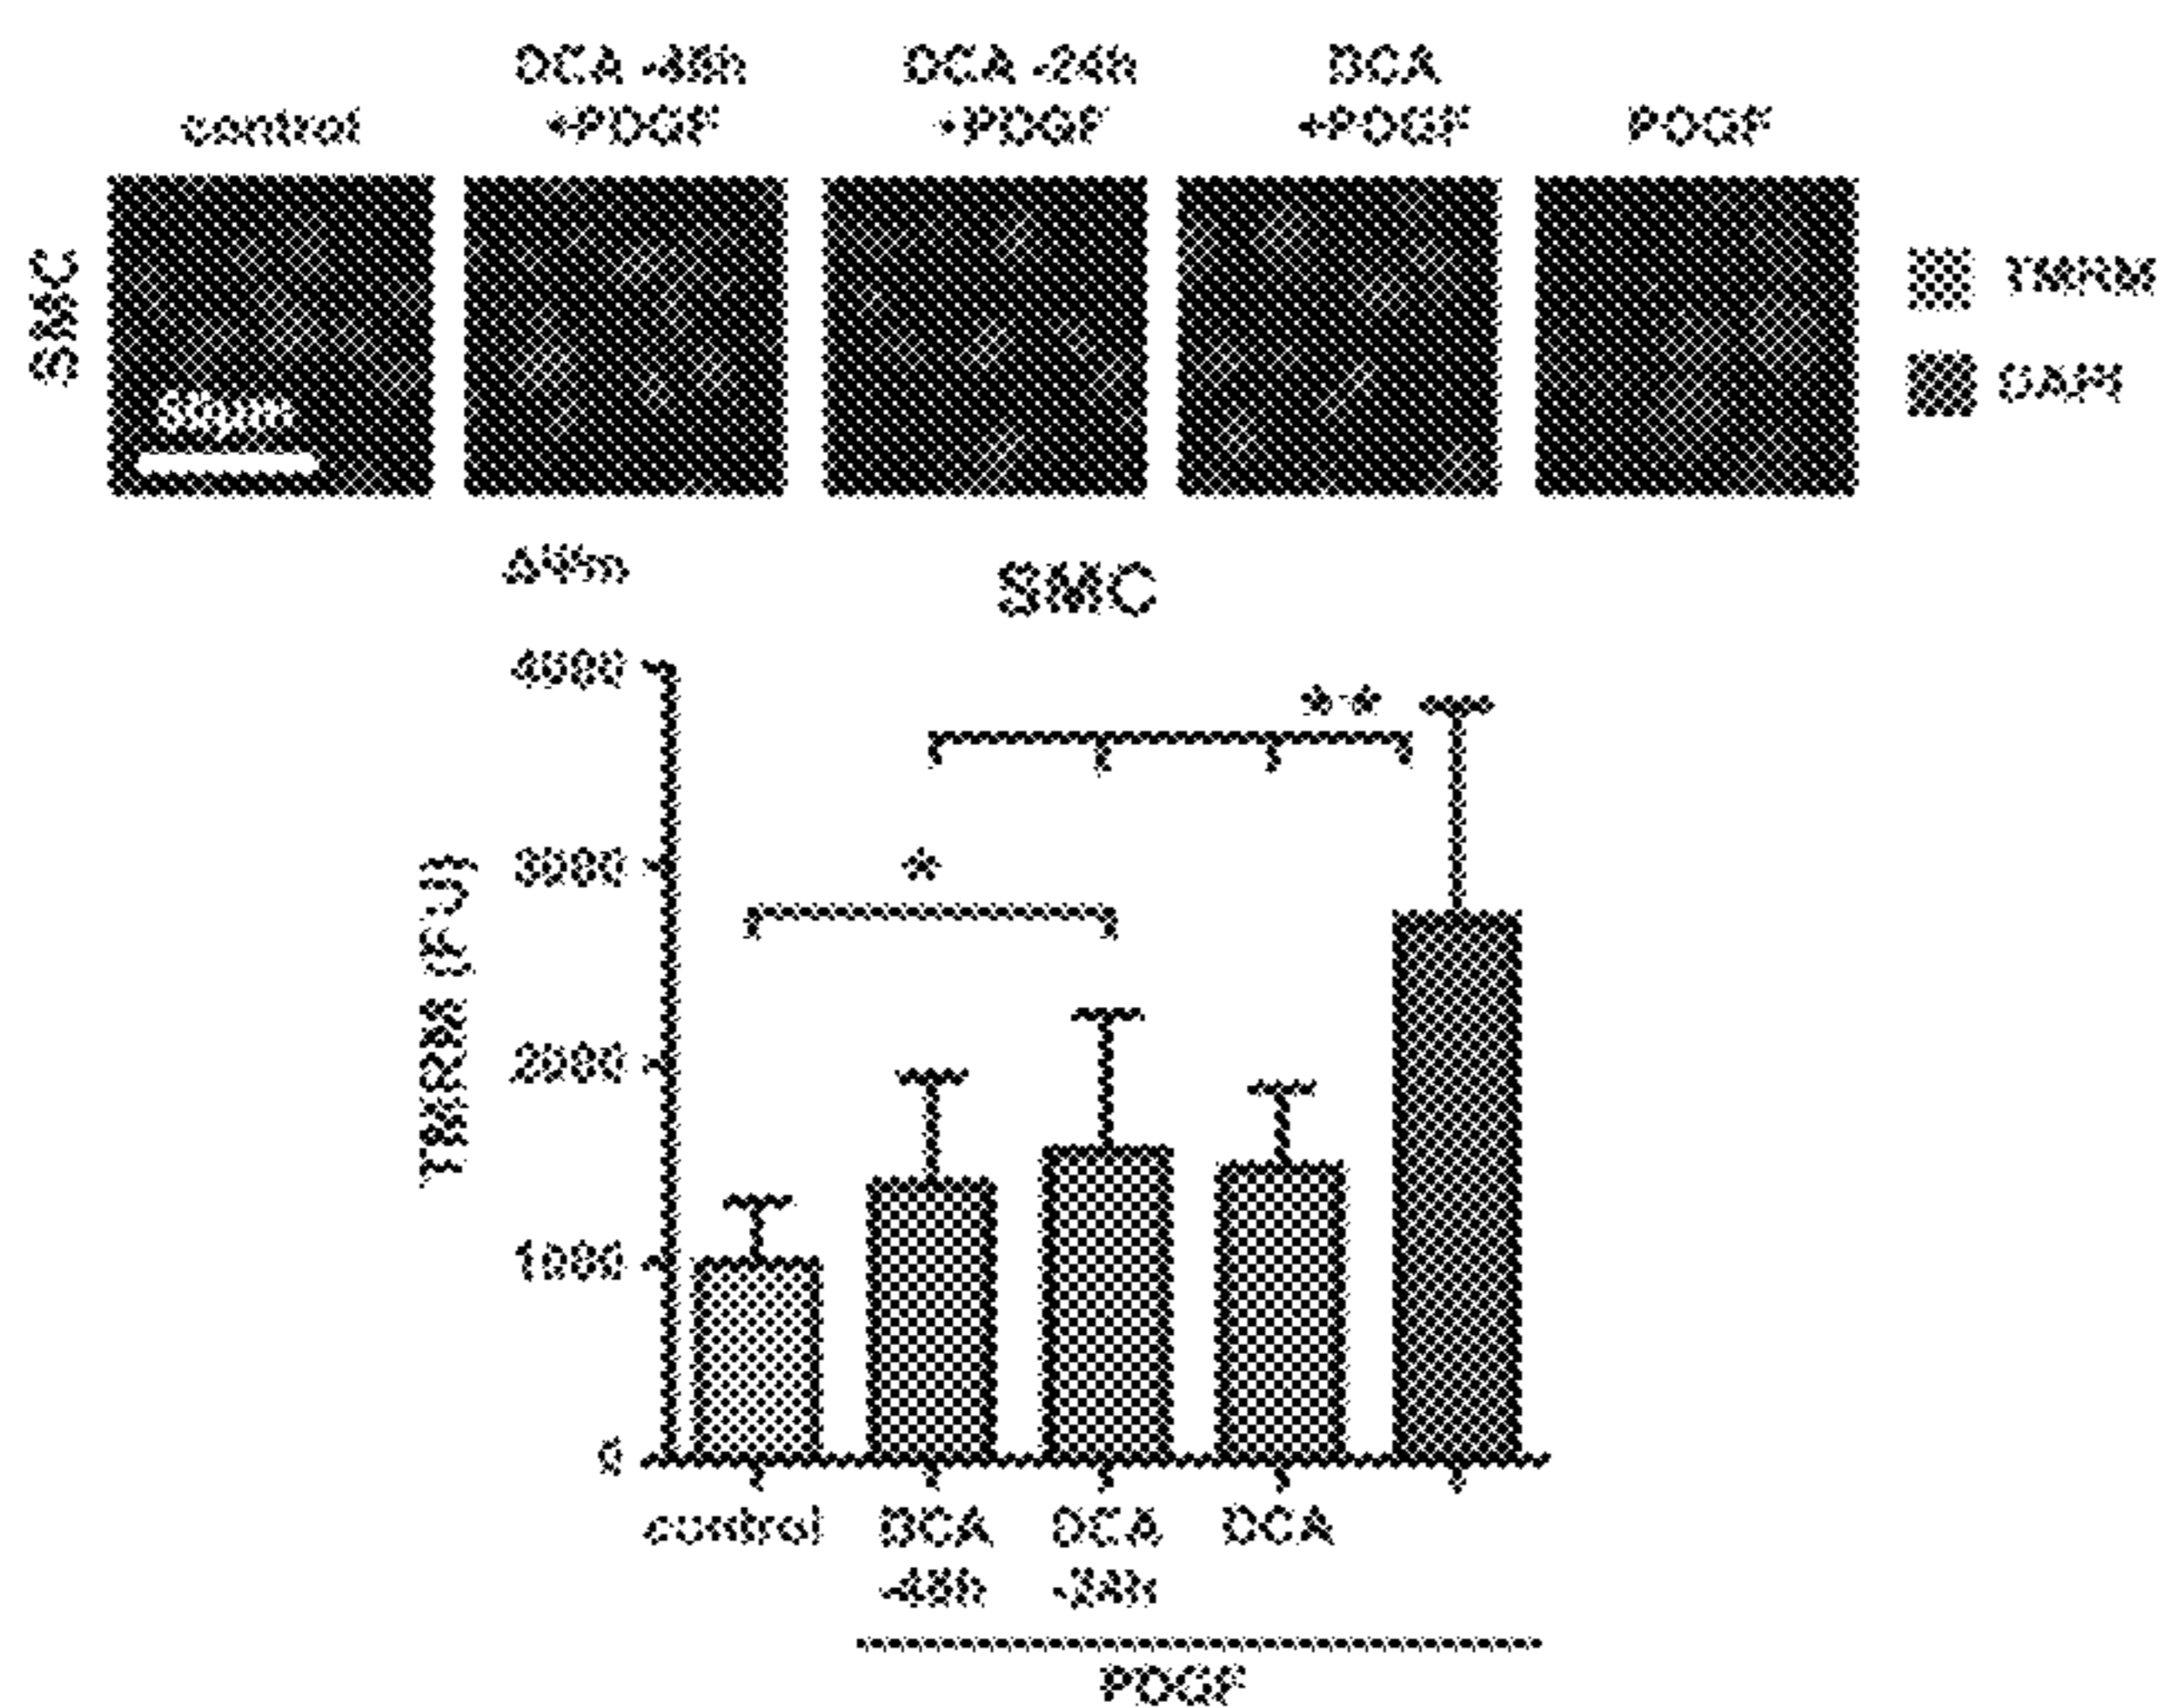 control
DCA -48h
+PDGF
DCA -24h
+PDGF
DCA
+PDGF
PDGF
SMC
50µm
TMRM
DAPI
ΔΨm
SMC
TMRM (FU)
4000
3000
2000
1000
0
**
*
control
DCA
-48h
DCA
-24h
DCA
PDGF